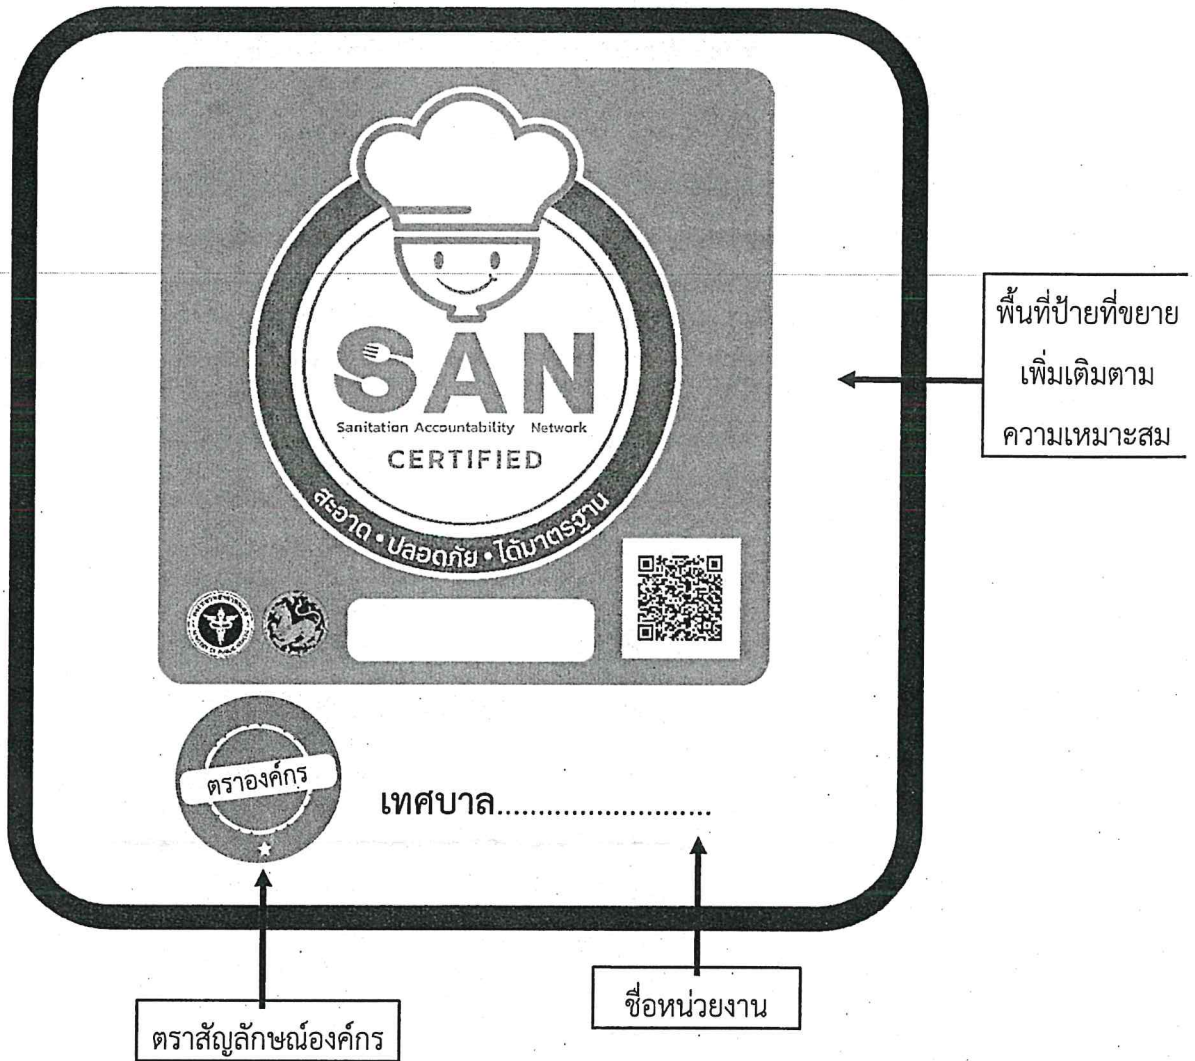 SAN
Sanitation Accountability Network
CERTIFIED
สะอาด • ปลอดภัย • ได้มาตรฐาน
พื้นที่ป้ายที่ขยาย
เพิ่มเติมตาม
ความเหมาะสม
ตราองค์กร
เทศบาล...........................
ตราสัญลักษณ์องค์กร
ชื่อหน่วยงาน